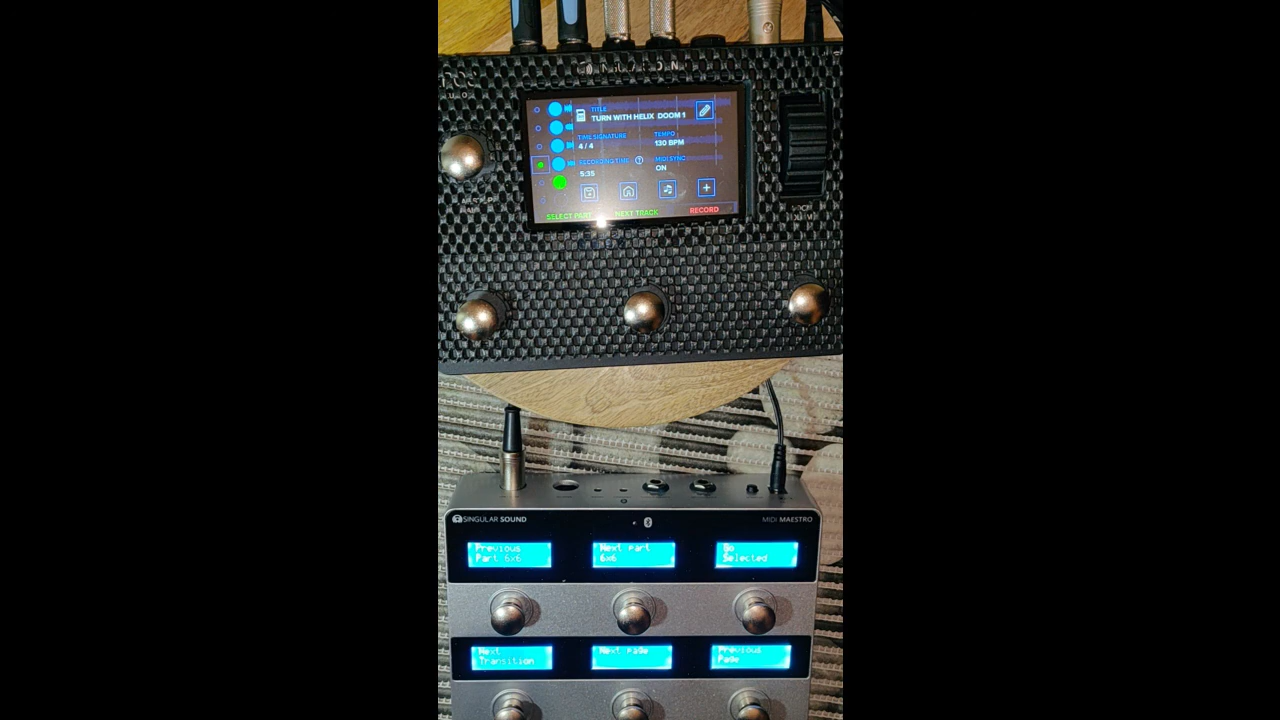 TITLE
TURN WITH HELIX DOOM 1
TIME SIGNATURE
4 / 4
TEMPO
130 BPM
RECORDING TIME ?
5:35
MIDI SYNC
ON
SELECT PART
NEXT TRACK
RECORD
SINGULAR SOUND
MIDI MAESTRO
Previous
Part 6x6
Next part
6x6
Go
Selected
Next
Transition
Next page
Previous
Page